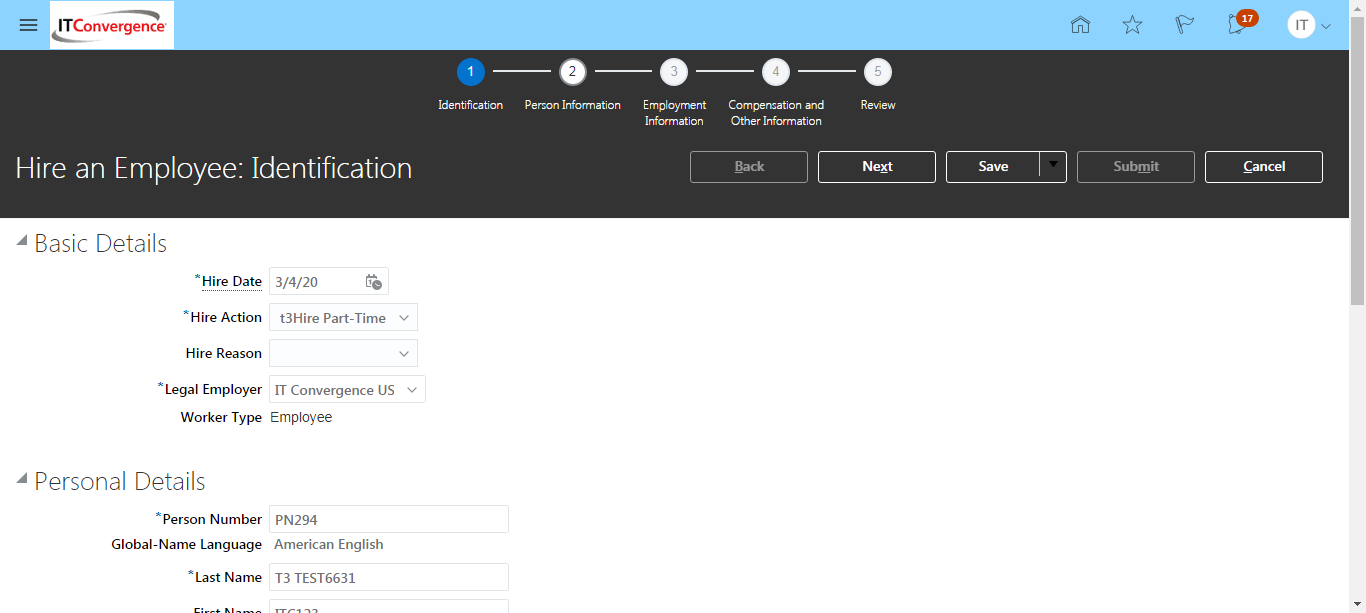 ITConvergence
17
IT
1
2
3
4
5
Identification
Person Information
Employment
Information
Compensation and
Other Information
Review
Hire an Employee: Identification
Back
Next
Save
Submit
Cancel
Basic Details
*Hire Date 3/4/20
*Hire Action t3Hire Part-Time
Hire Reason
*Legal Employer IT Convergence US
Worker Type Employee
Personal Details
*Person Number PN294
Global-Name Language American English
*Last Name T3 TEST6631
First Name ITC123